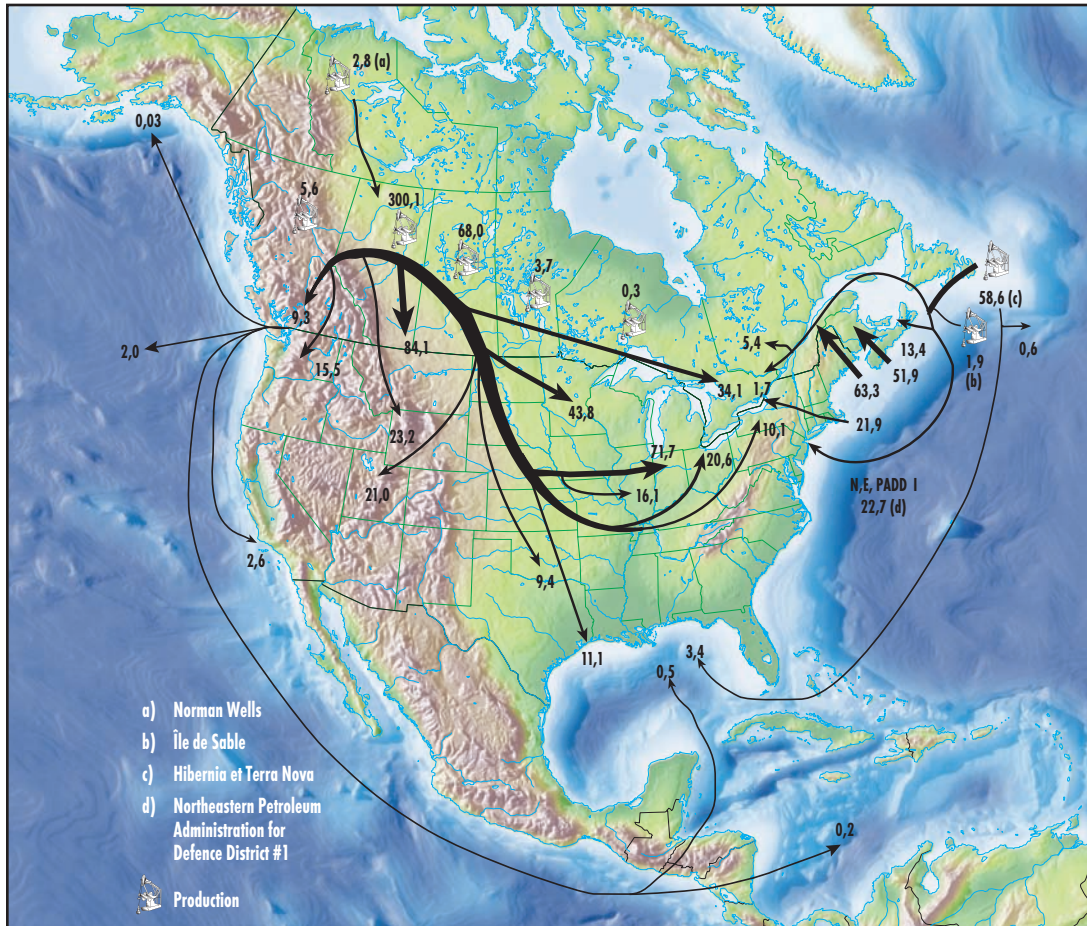 2,8 (a)
0,03
5,6
300,1
68,0
3,7
0,3
58,6 (c)
9,3
2,0
15,5
84,1
5,4
13,4
1,9
(b)
0,6
51,9
63,3
34,1
1,7
43,8
21,9
10,1
23,2
71,7
20,6
21,0
16,1
N,E, PADD I
22,7 (d)
2,6
9,4
11,1
3,4
0,5
0,2
a) Norman Wells
b) Île de Sable
c) Hibernia et Terra Nova
d) Northeastern Petroleum
Administration for
Defence District #1
Production